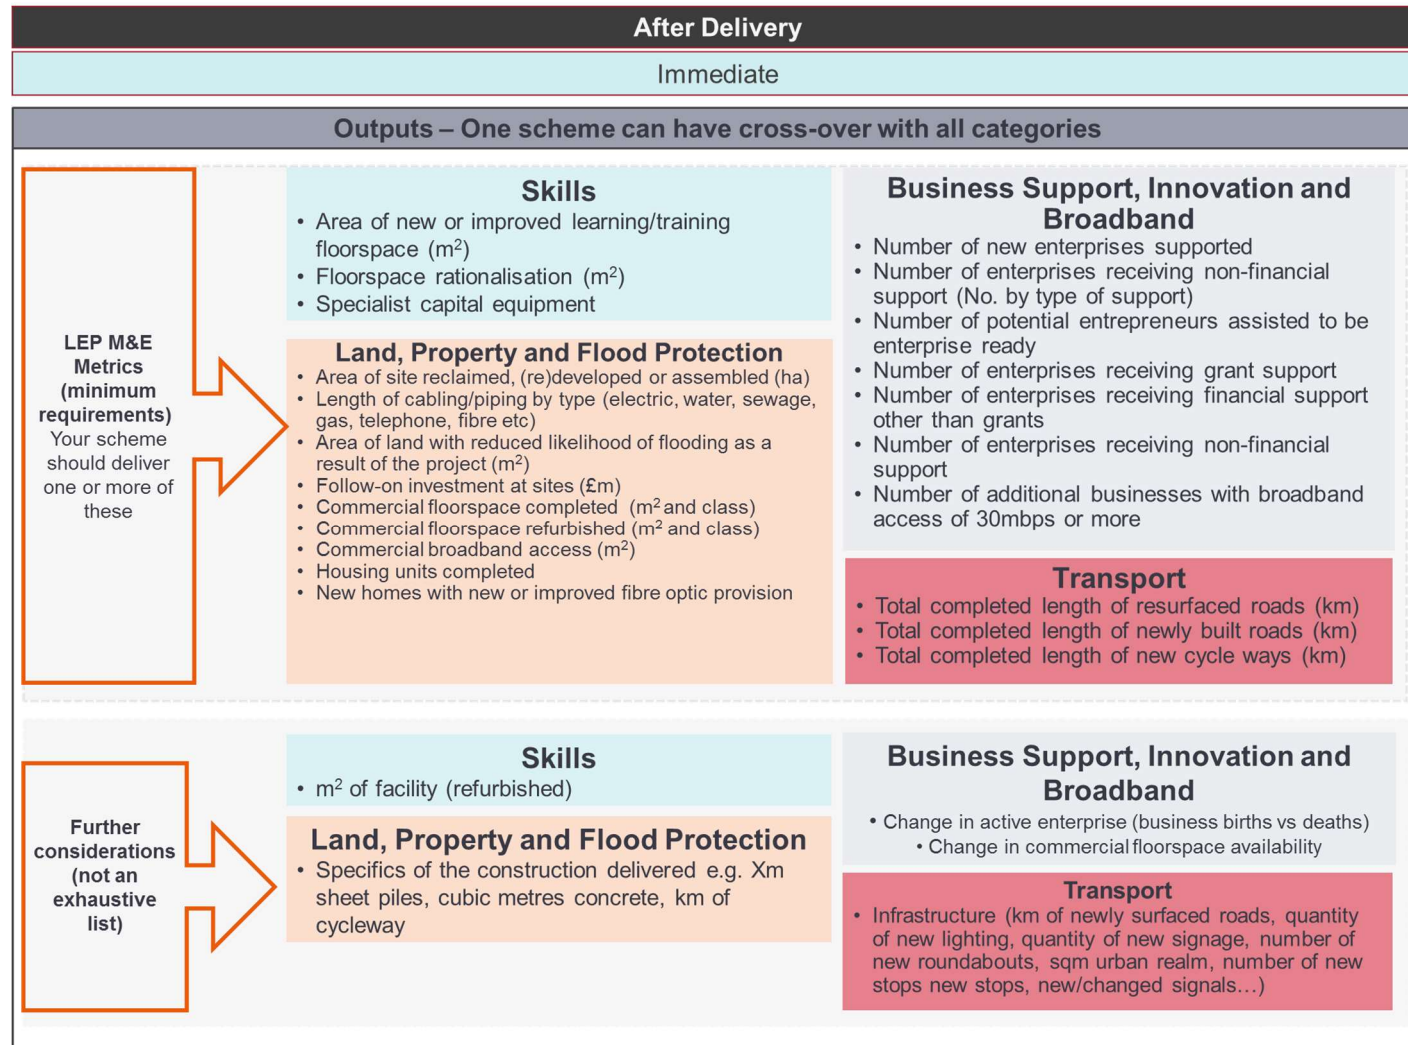 After Delivery
Immediate
Outputs – One scheme can have cross-over with all categories
LEP M&E
Metrics
(minimum
requirements)
Your scheme
should deliver
one or more of
these
Skills
• Area of new or improved learning/training
floorspace (m²)
• Floorspace rationalisation (m²)
• Specialist capital equipment
Land, Property and Flood Protection
• Area of site reclaimed, (re)developed or assembled (ha)
• Length of cabling/piping by type (electric, water, sewage,
gas, telephone, fibre etc)
• Area of land with reduced likelihood of flooding as a
result of the project (m²)
• Follow-on investment at sites (£m)
• Commercial floorspace completed (m² and class)
• Commercial floorspace refurbished (m² and class)
• Commercial broadband access (m²)
• Housing units completed
• New homes with new or improved fibre optic provision
Business Support, Innovation and
Broadband
• Number of new enterprises supported
• Number of enterprises receiving non-financial
support (No. by type of support)
• Number of potential entrepreneurs assisted to be
enterprise ready
• Number of enterprises receiving grant support
• Number of enterprises receiving financial support
other than grants
• Number of enterprises receiving non-financial
support
• Number of additional businesses with broadband
access of 30mbps or more
Transport
• Total completed length of resurfaced roads (km)
• Total completed length of newly built roads (km)
• Total completed length of new cycle ways (km)
Further
considerations
(not an
exhaustive
list)
Skills
• m² of facility (refurbished)
Land, Property and Flood Protection
• Specifics of the construction delivered e.g. Xm
sheet piles, cubic metres concrete, km of
cycleway
Business Support, Innovation and
Broadband
• Change in active enterprise (business births vs deaths)
• Change in commercial floorspace availability
Transport
• Infrastructure (km of newly surfaced roads, quantity
of new lighting, quantity of new signage, number of
new roundabouts, sqm urban realm, number of new
stops new stops, new/changed signals…)